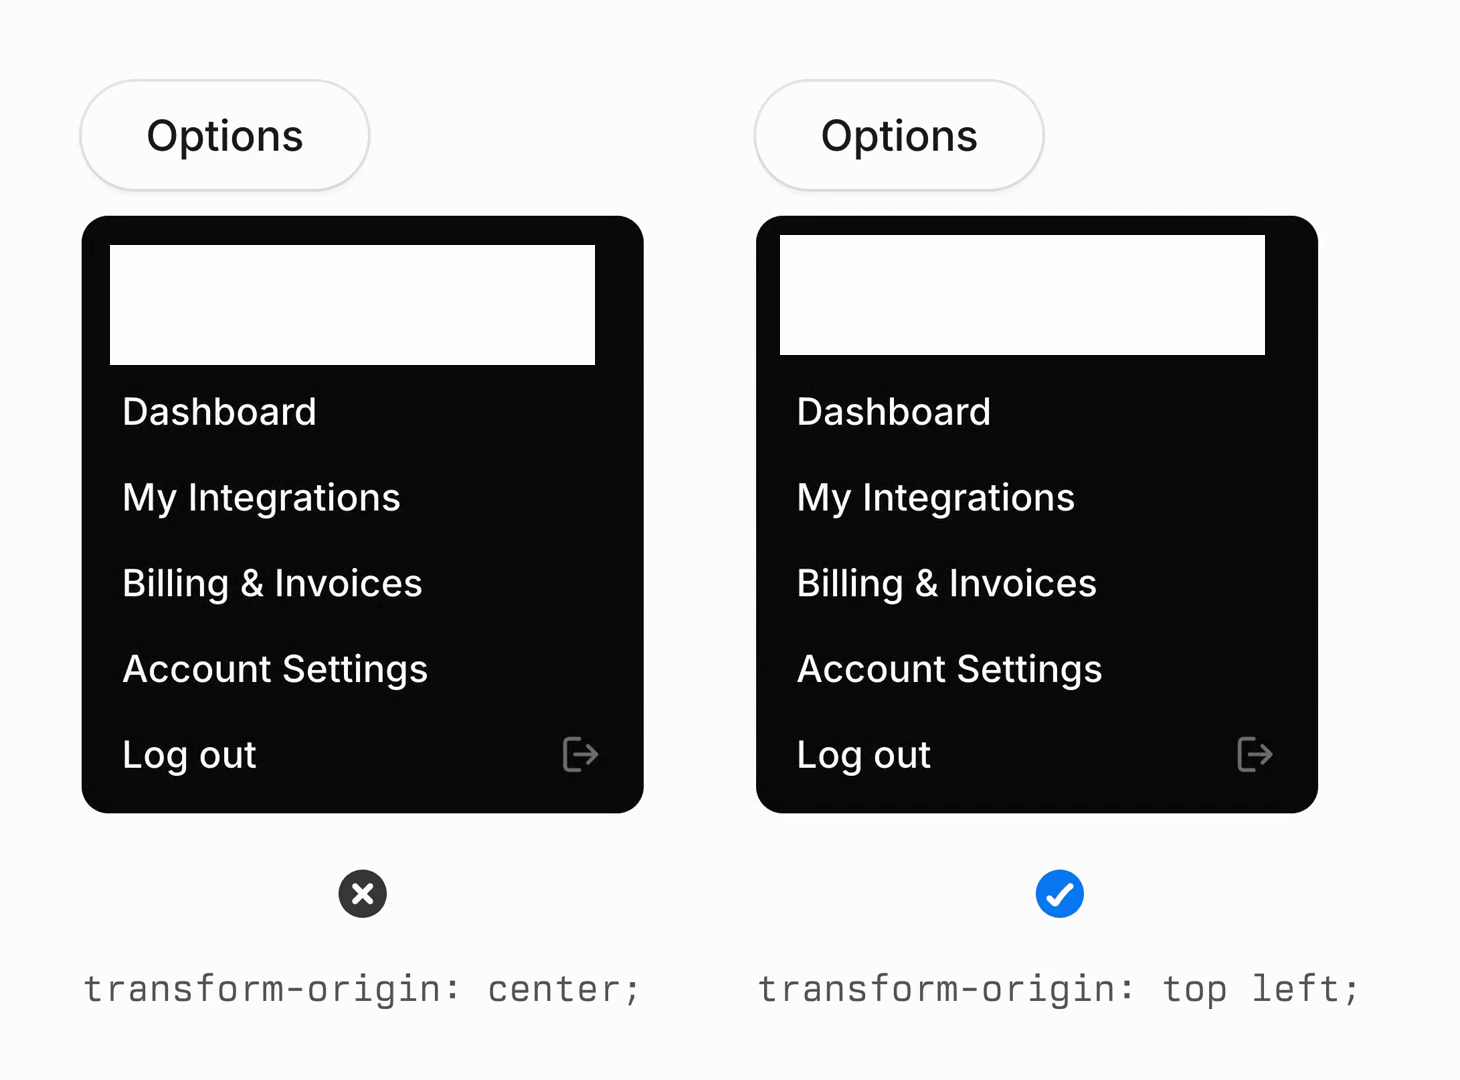 Options
Dashboard
My Integrations
Billing & Invoices
Account Settings
Log out
transform-origin: center;
Options
Dashboard
My Integrations
Billing & Invoices
Account Settings
Log out
transform-origin: top left;